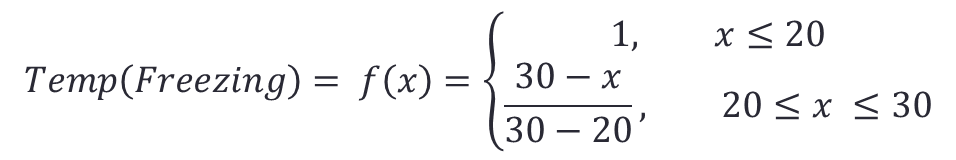 Temp(Freezing) = f(x) = { 1, x ≤ 20
30 − x / 30 − 20, 20 ≤ x ≤ 30